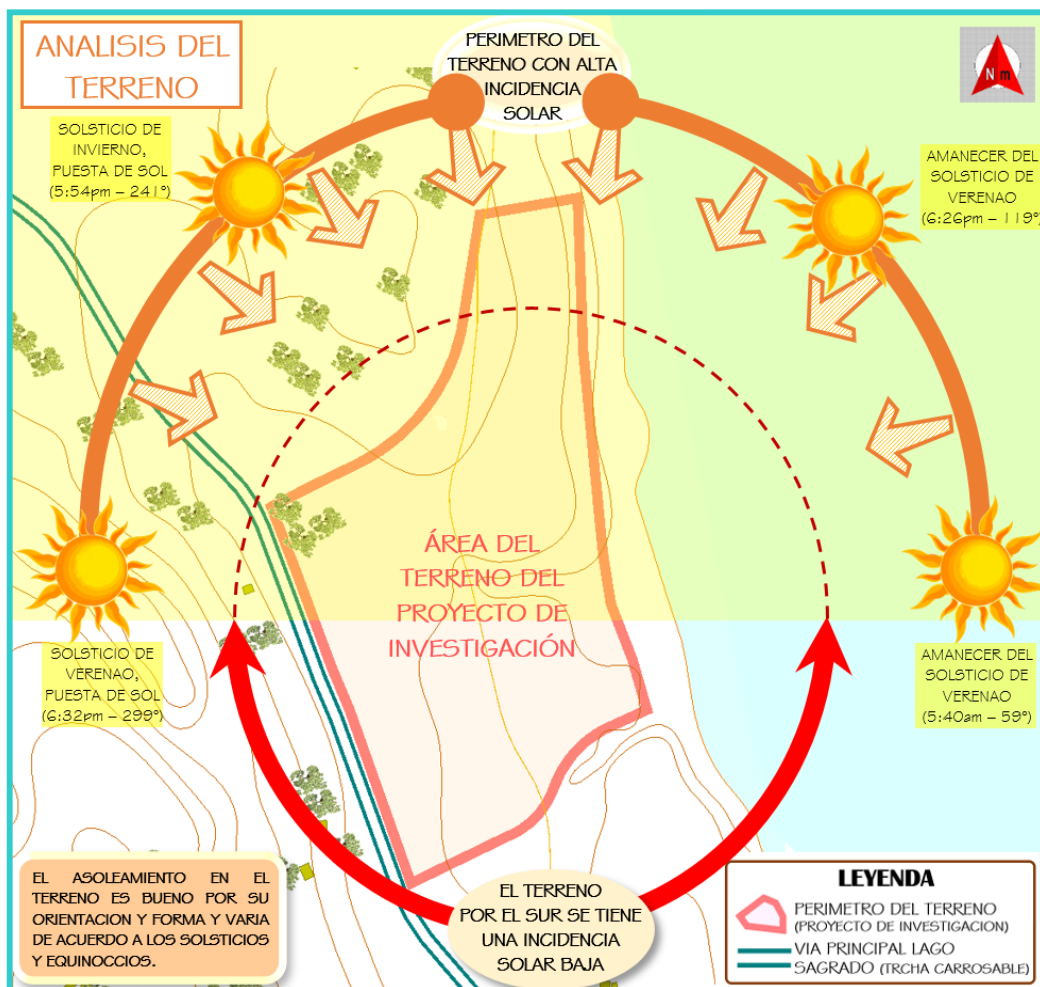 ANALISIS DEL
TERRENO
PERIMETRO DEL
TERRENO CON ALTA
INCIDENCIA
SOLAR
N m
SOLSTICIO DE
INVIERNO,
PUESTA DE SOL
(5:54pm – 241°)
AMANECER DEL
SOLSTICIO DE
VERENAO
(6:26pm – 119°)
ÁREA DEL
TERRENO DEL
PROYECTO DE
INVESTIGACIÓN
SOLSTICIO DE
VERENAO,
PUESTA DE SOL
(6:32pm – 299°)
AMANECER DEL
SOLSTICIO DE
VERENAO
(5:40am – 59°)
EL ASOLEAMIENTO EN EL
TERRENO ES BUENO POR SU
ORIENTACION Y FORMA Y VARIA
DE ACUERDO A LOS SOLSTICIOS
Y EQUINOCCIOS.
EL TERRENO
POR EL SUR SE TIENE
UNA INCIDENCIA
SOLAR BAJA
LEYENDA
PERIMETRO DEL TERRENO
(PROYECTO DE INVESTIGACION)
VIA PRINCIPAL LAGO
SAGRADO (TRCHA CARROSABLE)